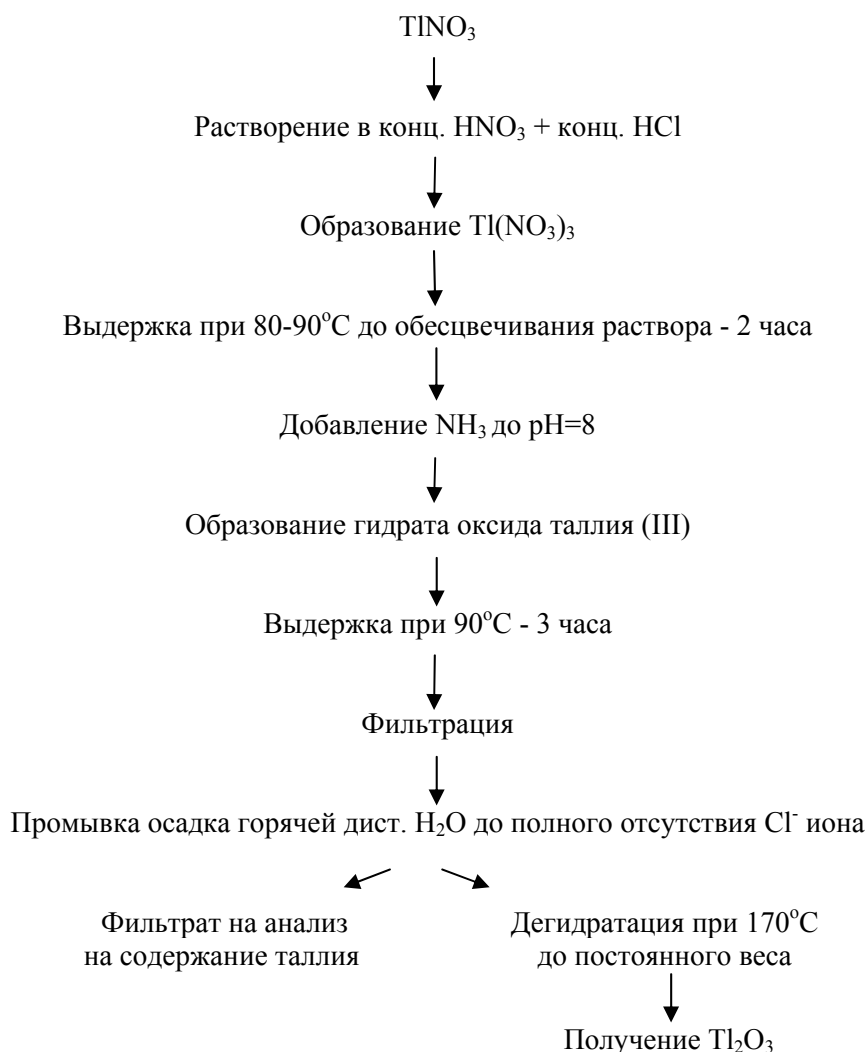 TlNO₃
Растворение в конц. HNO₃ + конц. HCl
Образование Tl(NO₃)₃
Выдержка при 80-90°С до обесцвечивания раствора - 2 часа
Добавление NH₃ до pH=8
Образование гидрата оксида таллия (III)
Выдержка при 90°С - 3 часа
Фильтрация
Промывка осадка горячей дист. H₂O до полного отсутствия Cl⁻ иона
Фильтрат на анализ
на содержание таллия
Дегидратация при 170°С
до постоянного веса
Получение Tl₂O₃